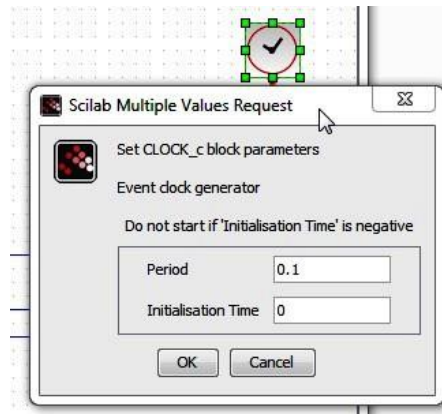 Scilab Multiple Values Request
Set CLOCK_c block parameters
Event clock generator
Do not start if 'Initialisation Time' is negative
Period 0.1
Initialisation Time 0
OK Cancel